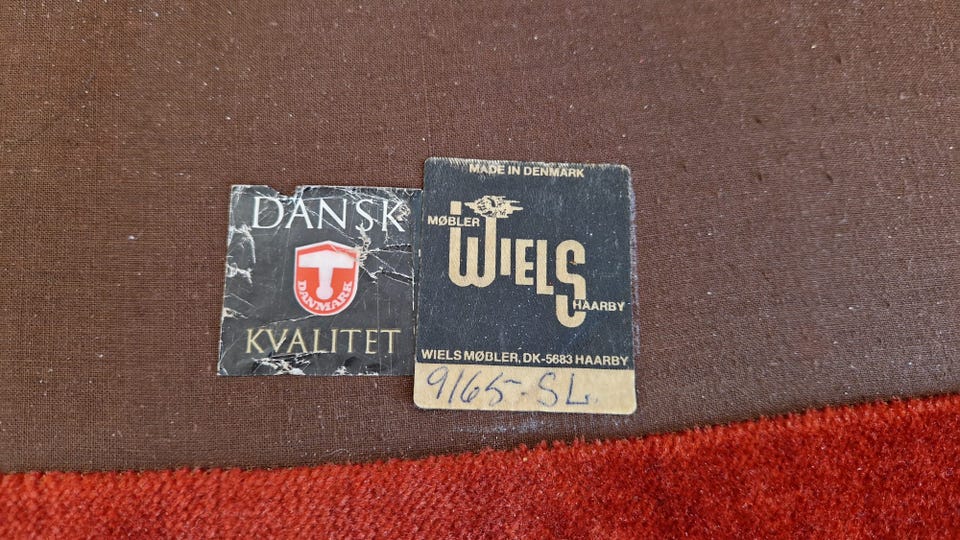 DANSK
DANMARK
KVALITET
MADE IN DENMARK
MØBLER
WIELS
HAARBY
WIELS MØBLER, DK-5683 HAARBY
9165-SL.